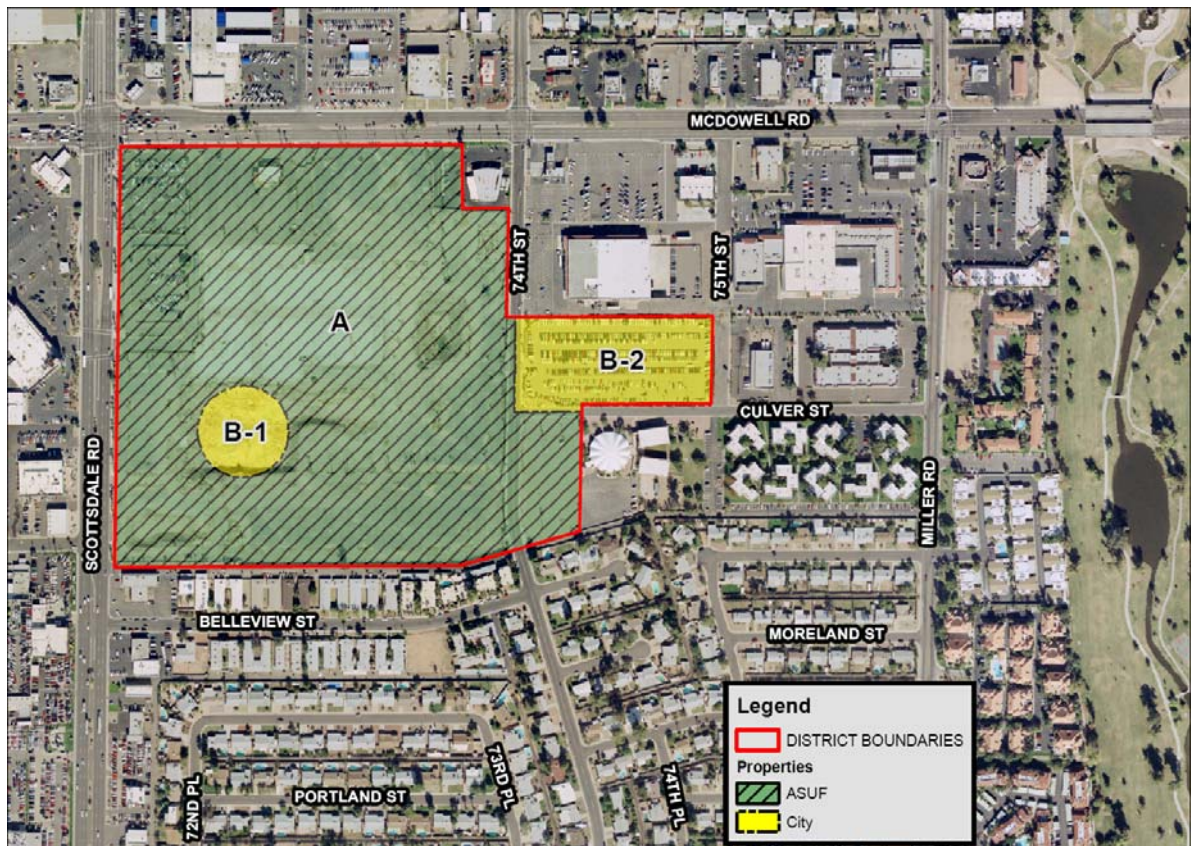 MCDOWELL RD
74TH ST
75TH ST
A
B-2
B-1
CULVER ST
SCOTTSDALE RD
MILLER RD
BELLEVIEW ST
MORELAND ST
72ND PL
PORTLAND ST
73RD PL
74TH PL
Legend
DISTRICT BOUNDARIES
Properties
ASUF
City